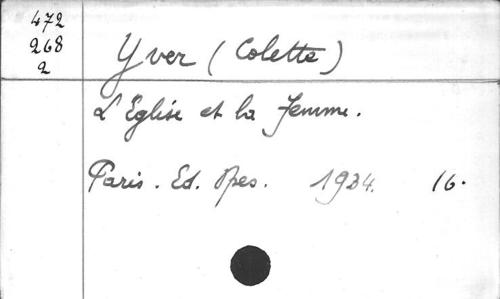 472
268
2
Yver (Colette)
L'Eglise et la femme.
Paris. Ed. Spes. 1934. 16.